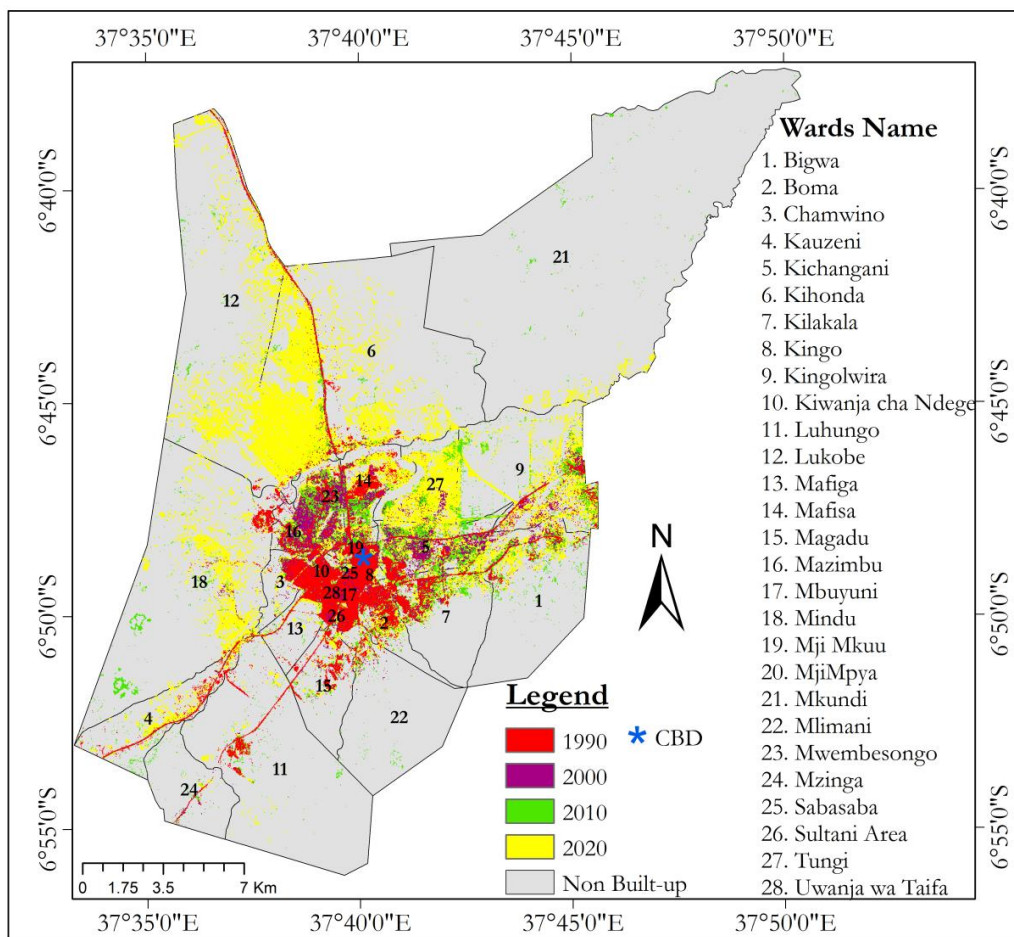 37°35'0"E 37°40'0"E 37°45'0"E 37°50'0"E
6°40'0"S
6°45'0"S
6°50'0"S
6°55'0"S
6°40'0"S
6°45'0"S
6°50'0"S
6°55'0"S
Wards Name
1. Bigwa
2. Boma
3. Chamwino
4. Kauzeni
5. Kichangani
6. Kihonda
7. Kilakala
8. Kingo
9. Kingolwira
10. Kiwanja cha Ndege
11. Luhungo
12. Lukobe
13. Mafiga
14. Mafisa
15. Magadu
16. Mazimbu
17. Mbuyuni
18. Mindu
19. Mji Mkuu
20. MjiMpya
21. Mkundi
22. Mlimani
23. Mwembesongo
24. Mzinga
25. Sabasaba
26. Sultani Area
27. Tungi
28. Uwanja wa Taifa
21
12
6
9
14
27
23
16
19
5
3
10
25
8
18
28
17
26
2
7
1
13
15
22
4
11
24
N
Legend
1990
CBD
2000
2010
2020
Non Built-up
0 1.75 3.5 7 Km
37°35'0"E 37°40'0"E 37°45'0"E 37°50'0"E